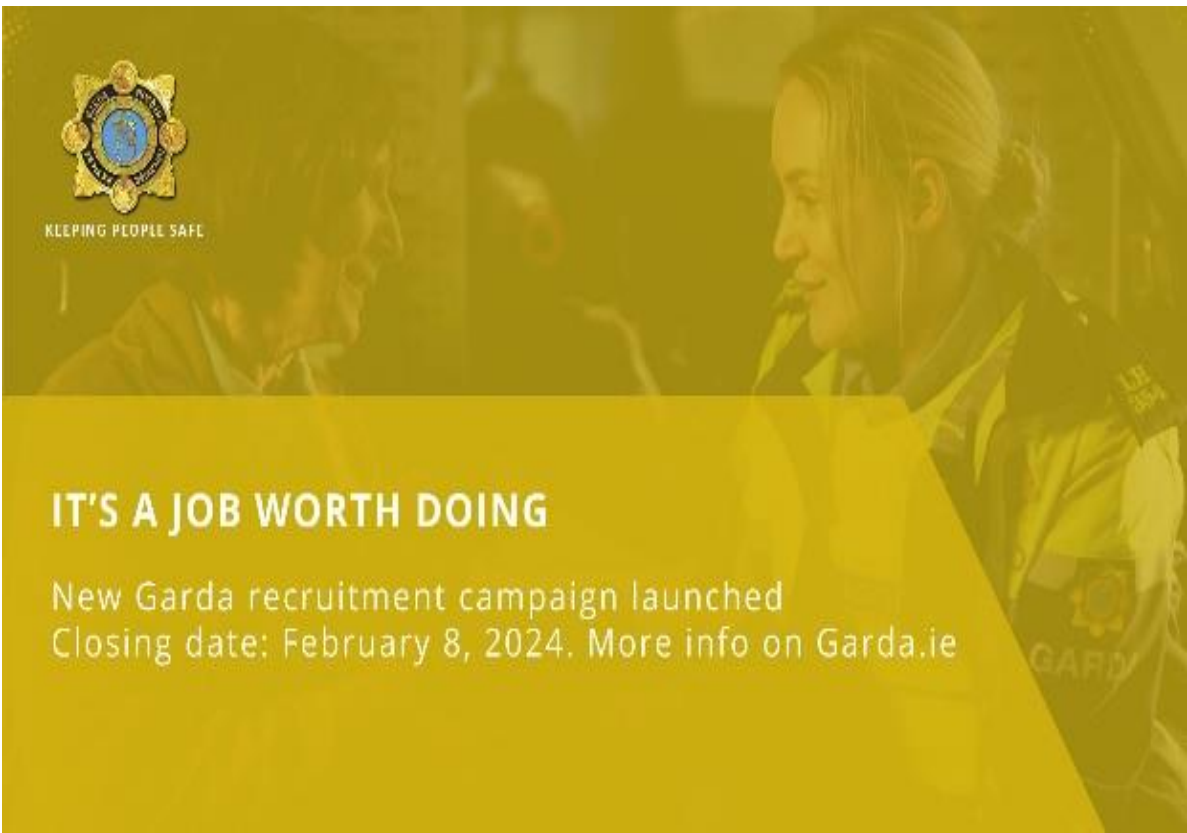 KEEPING PEOPLE SAFE
IT'S A JOB WORTH DOING
New Garda recruitment campaign launched
Closing date: February 8, 2024. More info on Garda.ie
GARDA